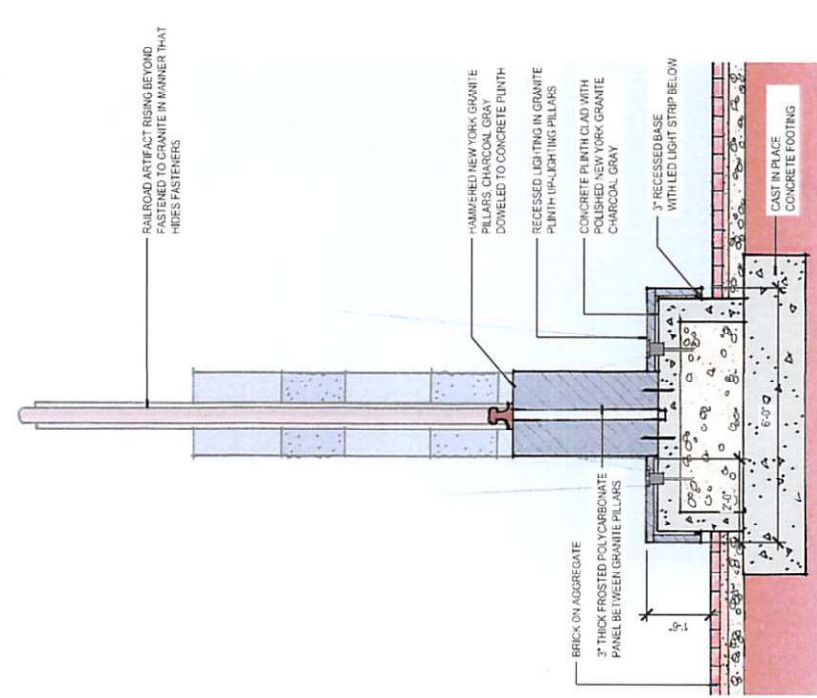 RAILROAD ARTIFACT RISING BEYOND
FASTENED TO GRANITE IN MANNER THAT
HIDES FASTENERS
HAMMERED NEW YORK GRANITE
PILLARS, CHARCOAL GRAY
DOWELED TO CONCRETE PLINTH
RECESSED LIGHTING IN GRANITE
PLINTH UP-LIGHTING PILLARS
CONCRETE PLINTH CLAD WITH
POLISHED NEW YORK GRANITE
CHARCOAL GRAY
3" RECESSED BASE
WITH LED LIGHT STRIP BELOW
CAST IN PLACE
CONCRETE FOOTING
BRICK ON AGGREGATE
3" THICK FROSTED POLYCARBONATE
PANEL BETWEEN GRANITE PILLARS
1'-6"
2'-0"
6'-0"